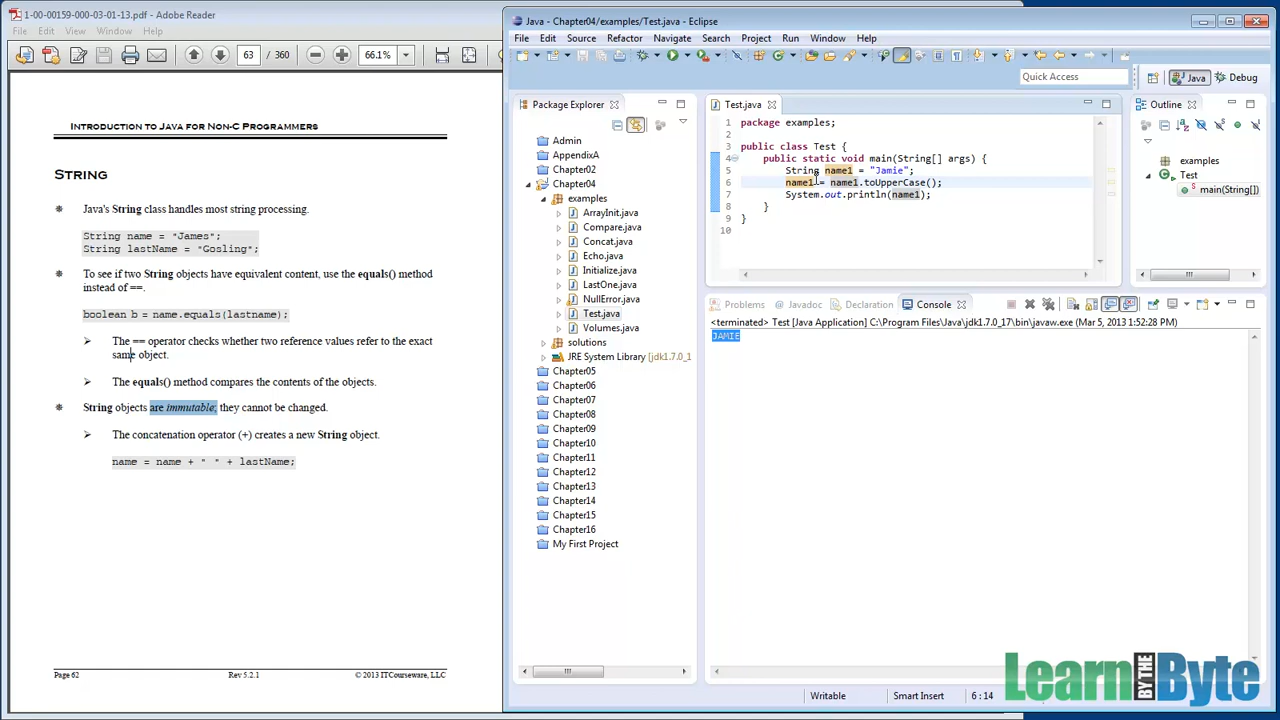 1-00-00159-000-03-01-13.pdf - Adobe Reader
File Edit View Window Help
63 / 360 66.1%
INTRODUCTION TO JAVA FOR NON-C PROGRAMMERS
STRING
Java's String class handles most string processing.
String name = "James";
String lastName = "Gosling";
To see if two String objects have equivalent content, use the equals() method
instead of ==.
boolean b = name.equals(lastname);
The == operator checks whether two reference values refer to the exact
same object.
The equals() method compares the contents of the objects.
String objects are immutable; they cannot be changed.
The concatenation operator (+) creates a new String object.
name = name + " " + lastName;
Page 62 Rev 5.2.1 © 2013 ITCourseware, LLC
Java - Chapter04/examples/Test.java - Eclipse
File Edit Source Refactor Navigate Search Project Run Window Help
Quick Access Java Debug
Package Explorer
Admin
AppendixA
Chapter02
Chapter04
examples
ArrayInit.java
Compare.java
Concat.java
Echo.java
Initialize.java
LastOne.java
NullError.java
Test.java
Volumes.java
solutions
JRE System Library [jdk1.7.0_1
Chapter05
Chapter06
Chapter07
Chapter08
Chapter09
Chapter10
Chapter11
Chapter12
Chapter13
Chapter14
Chapter15
Chapter16
My First Project
Test.java
1 package examples;
2
3 public class Test {
4 public static void main(String[] args) {
5 String name1 = "Jamie";
6 name1 = name1.toUpperCase();
7 System.out.println(name1);
8 }
9 }
10
Outline
examples
Test
main(String[])
Problems Javadoc Declaration Console
<terminated> Test [Java Application] C:\Program Files\Java\jdk1.7.0_17\bin\javaw.exe (Mar 5, 2013 1:52:28 PM)
JAMIE
Writable Smart Insert 6 : 14
Learn BY THE Byte